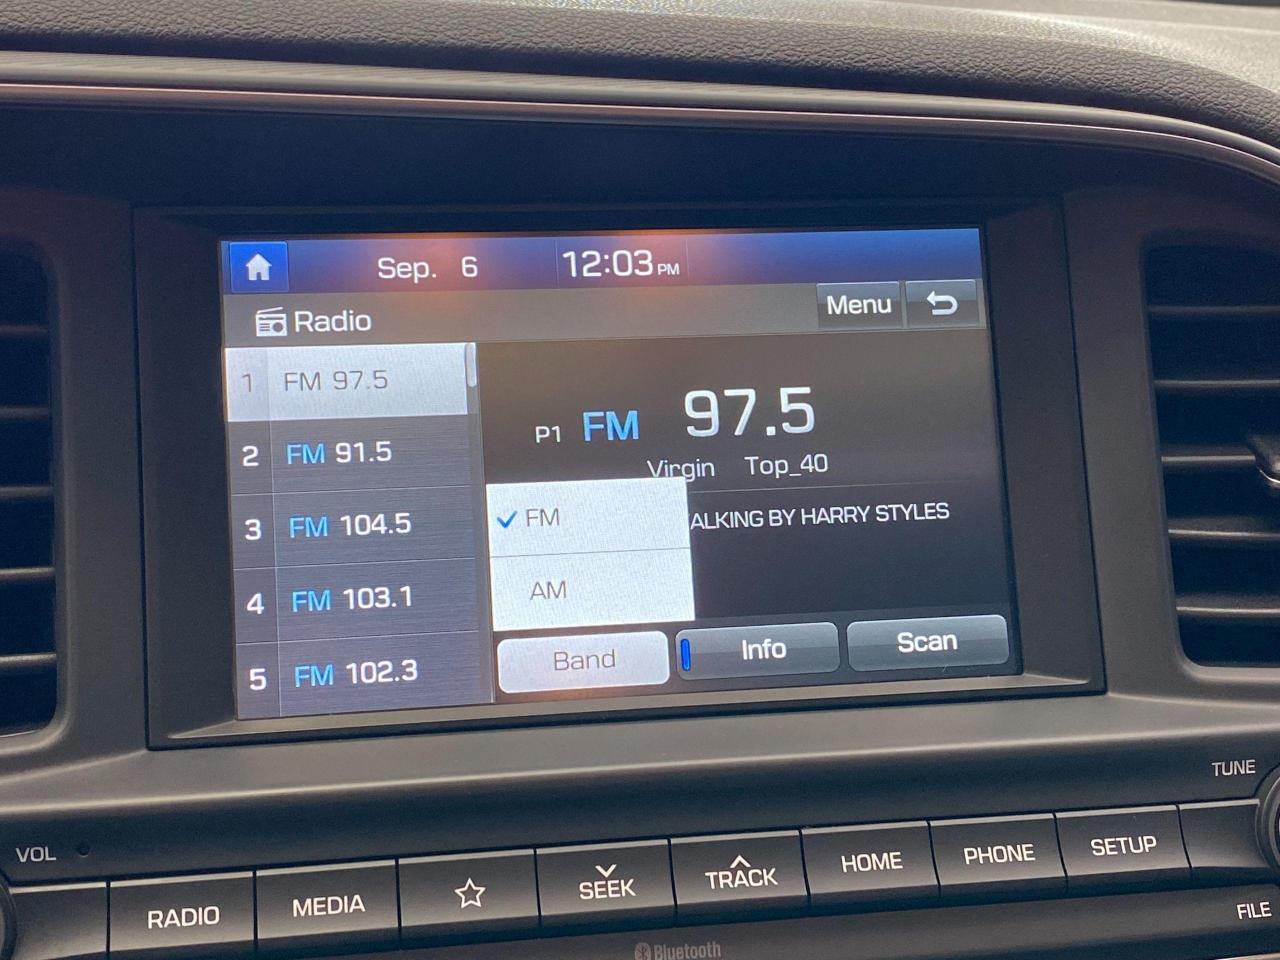 Sep. 6 12:03 PM
Radio Menu
1 FM 97.5
2 FM 91.5
3 FM 104.5
4 FM 103.1
5 FM 102.3
P1 FM 97.5
Virgin Top_40
ALKING BY HARRY STYLES
FM
AM
Band Info Scan
TUNE
VOL
RADIO MEDIA SEEK TRACK HOME PHONE SETUP
FILE
Bluetooth